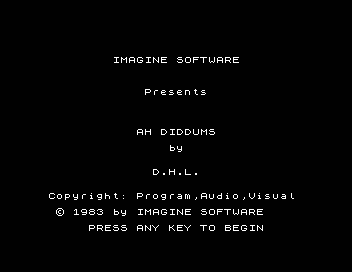 IMAGINE SOFTWARE
Presents
AH DIDDUMS
by
D.H.L.
Copyright: Program,Audio,Visual
© 1983 by IMAGINE SOFTWARE
PRESS ANY KEY TO BEGIN